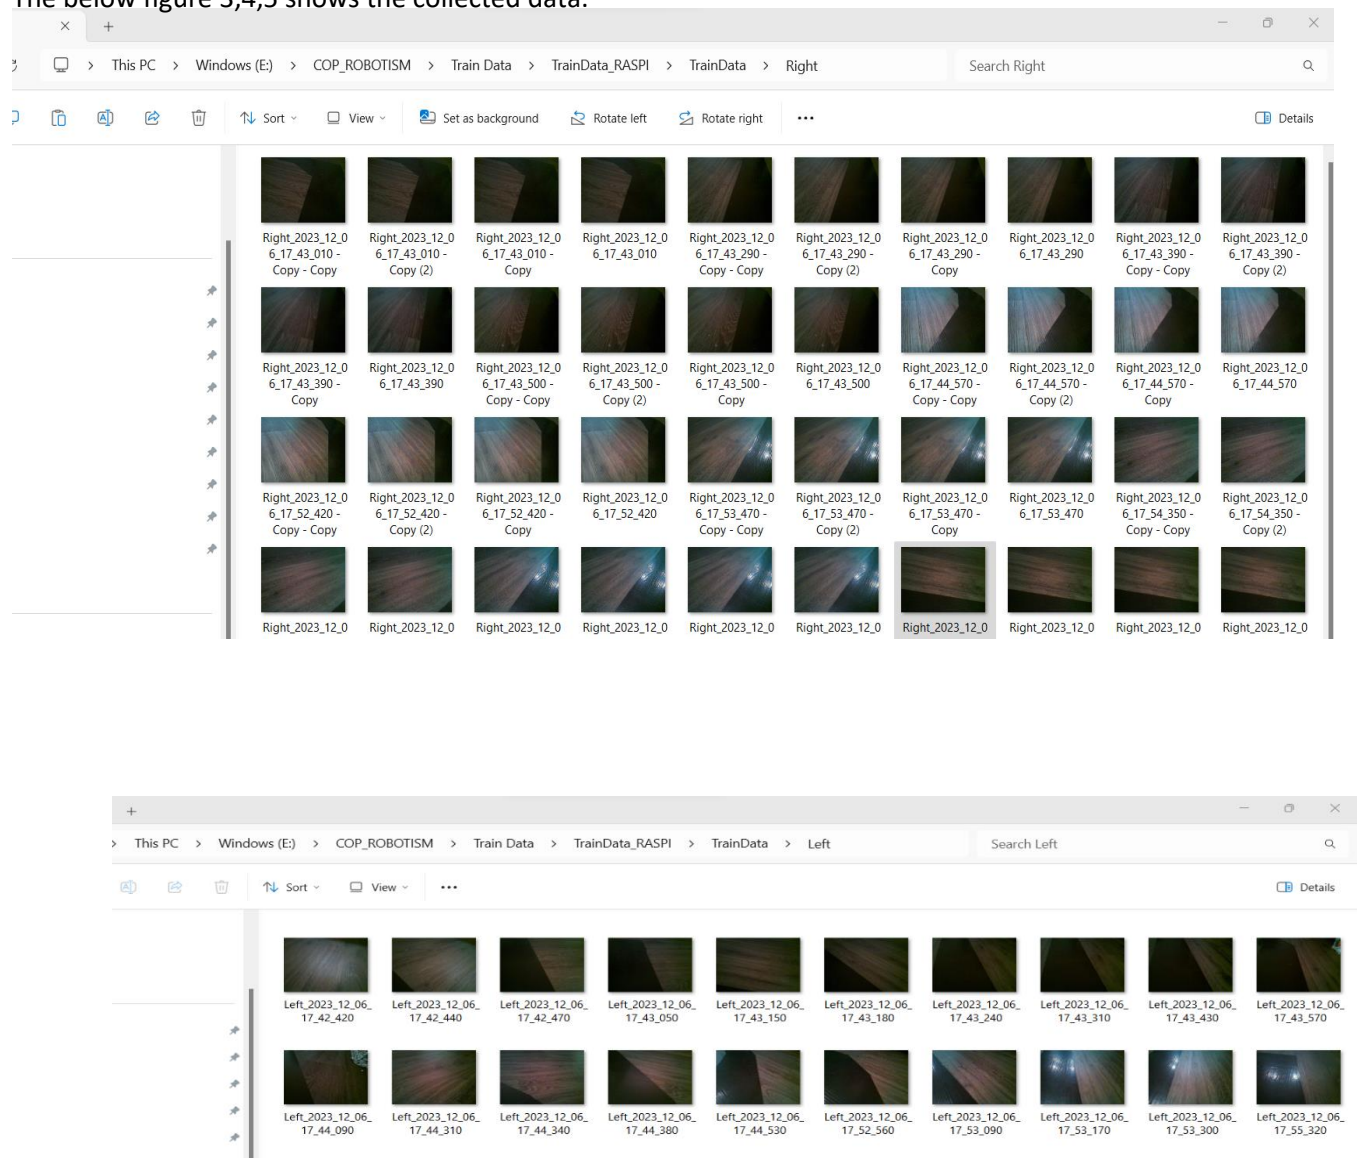 The below figure 3,4,5 shows the collected data.
This PC > Windows (E:) > COP_ROBOTISM > Train Data > TrainData_RASPI > TrainData > Right Search Right
Sort View Set as background Rotate left Rotate right ... Details
Right_2023_12_0 Right_2023_12_0 Right_2023_12_0 Right_2023_12_0 Right_2023_12_0 Right_2023_12_0 Right_2023_12_0 Right_2023_12_0 Right_2023_12_0 Right_2023_12_0
6_17_43_010 - 6_17_43_010 - 6_17_43_010 - 6_17_43_010 6_17_43_290 - 6_17_43_290 - 6_17_43_290 - 6_17_43_290 6_17_43_390 - 6_17_43_390 -
Copy - Copy Copy (2) Copy Copy - Copy Copy (2) Copy Copy - Copy Copy (2)
Right_2023_12_0 Right_2023_12_0 Right_2023_12_0 Right_2023_12_0 Right_2023_12_0 Right_2023_12_0 Right_2023_12_0 Right_2023_12_0 Right_2023_12_0 Right_2023_12_0
6_17_43_390 - 6_17_43_390 6_17_43_500 - 6_17_43_500 - 6_17_43_500 - 6_17_43_500 6_17_44_570 - 6_17_44_570 - 6_17_44_570 - 6_17_44_570
Copy Copy - Copy Copy (2) Copy Copy - Copy Copy (2) Copy
Right_2023_12_0 Right_2023_12_0 Right_2023_12_0 Right_2023_12_0 Right_2023_12_0 Right_2023_12_0 Right_2023_12_0 Right_2023_12_0 Right_2023_12_0 Right_2023_12_0
6_17_52_420 - 6_17_52_420 - 6_17_52_420 - 6_17_52_420 6_17_53_470 - 6_17_53_470 - 6_17_53_470 - 6_17_53_470 6_17_54_350 - 6_17_54_350 -
Copy - Copy Copy (2) Copy Copy - Copy Copy (2) Copy Copy - Copy Copy (2)
Right_2023_12_0 Right_2023_12_0 Right_2023_12_0 Right_2023_12_0 Right_2023_12_0 Right_2023_12_0 Right_2023_12_0 Right_2023_12_0 Right_2023_12_0 Right_2023_12_0
> This PC > Windows (E:) > COP_ROBOTISM > Train Data > TrainData_RASPI > TrainData > Left Search Left
Sort View ... Details
Left_2023_12_06_ Left_2023_12_06_ Left_2023_12_06_ Left_2023_12_06_ Left_2023_12_06_ Left_2023_12_06_ Left_2023_12_06_ Left_2023_12_06_ Left_2023_12_06_ Left_2023_12_06_
17_42_420 17_42_440 17_42_470 17_43_050 17_43_150 17_43_180 17_43_240 17_43_310 17_43_430 17_43_570
Left_2023_12_06_ Left_2023_12_06_ Left_2023_12_06_ Left_2023_12_06_ Left_2023_12_06_ Left_2023_12_06_ Left_2023_12_06_ Left_2023_12_06_ Left_2023_12_06_ Left_2023_12_06_
17_44_090 17_44_310 17_44_340 17_44_380 17_44_530 17_52_560 17_53_090 17_53_170 17_53_300 17_55_320